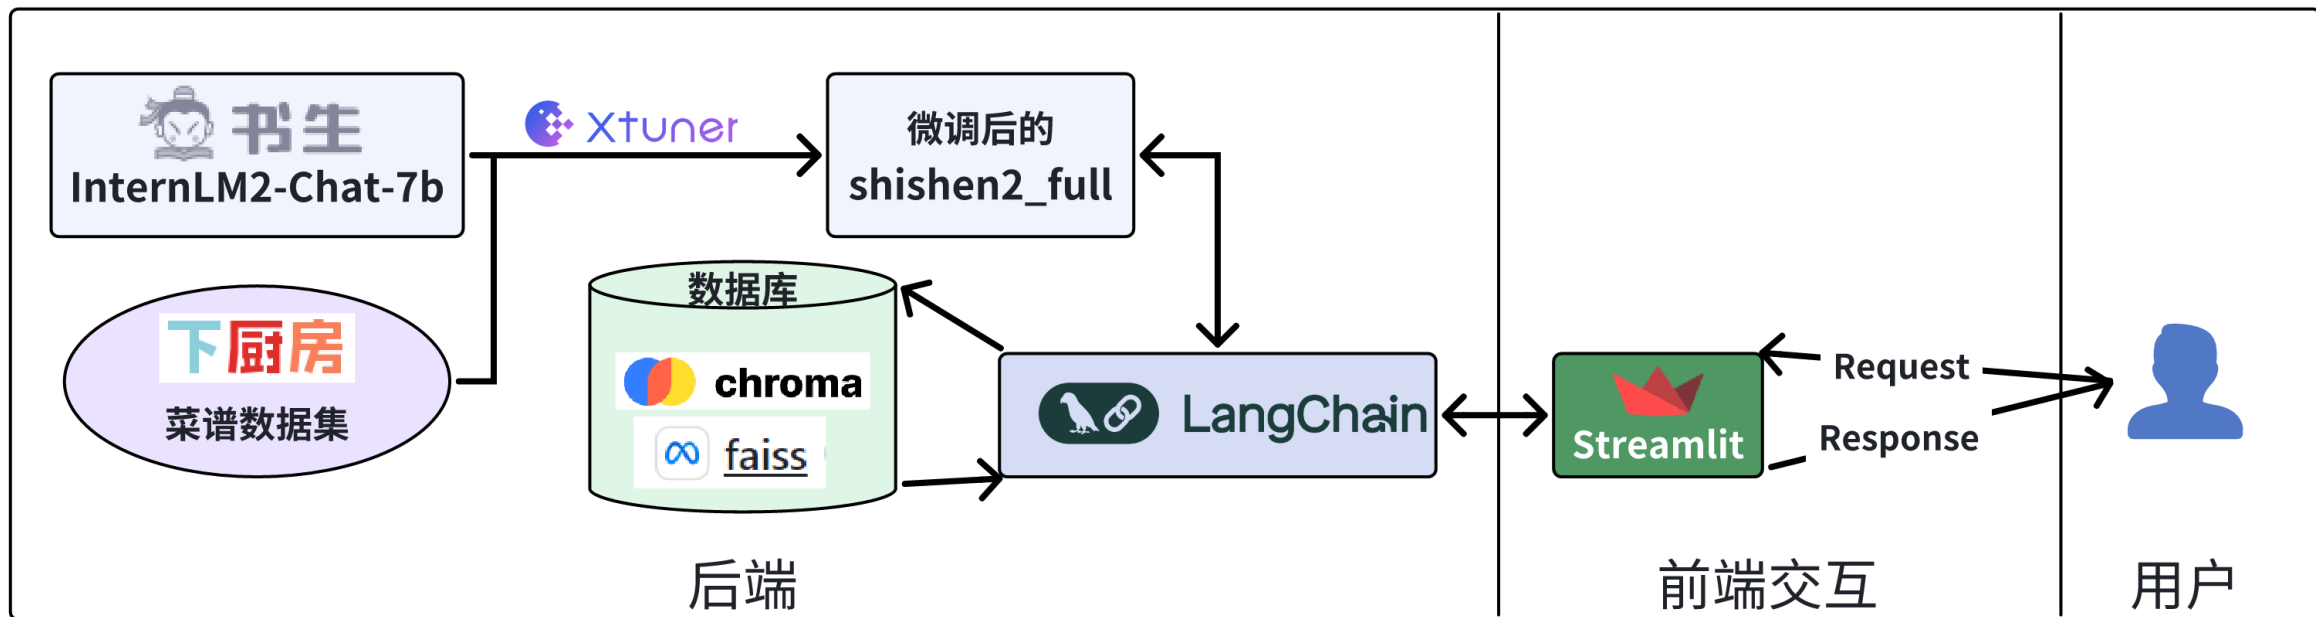 书生
InternLM2-Chat-7b
Xtuner
微调后的
shishen2_full
下厨房
菜谱数据集
数据库
chroma
faiss
LangChain
Streamlit
Request
Response
后端
前端交互
用户